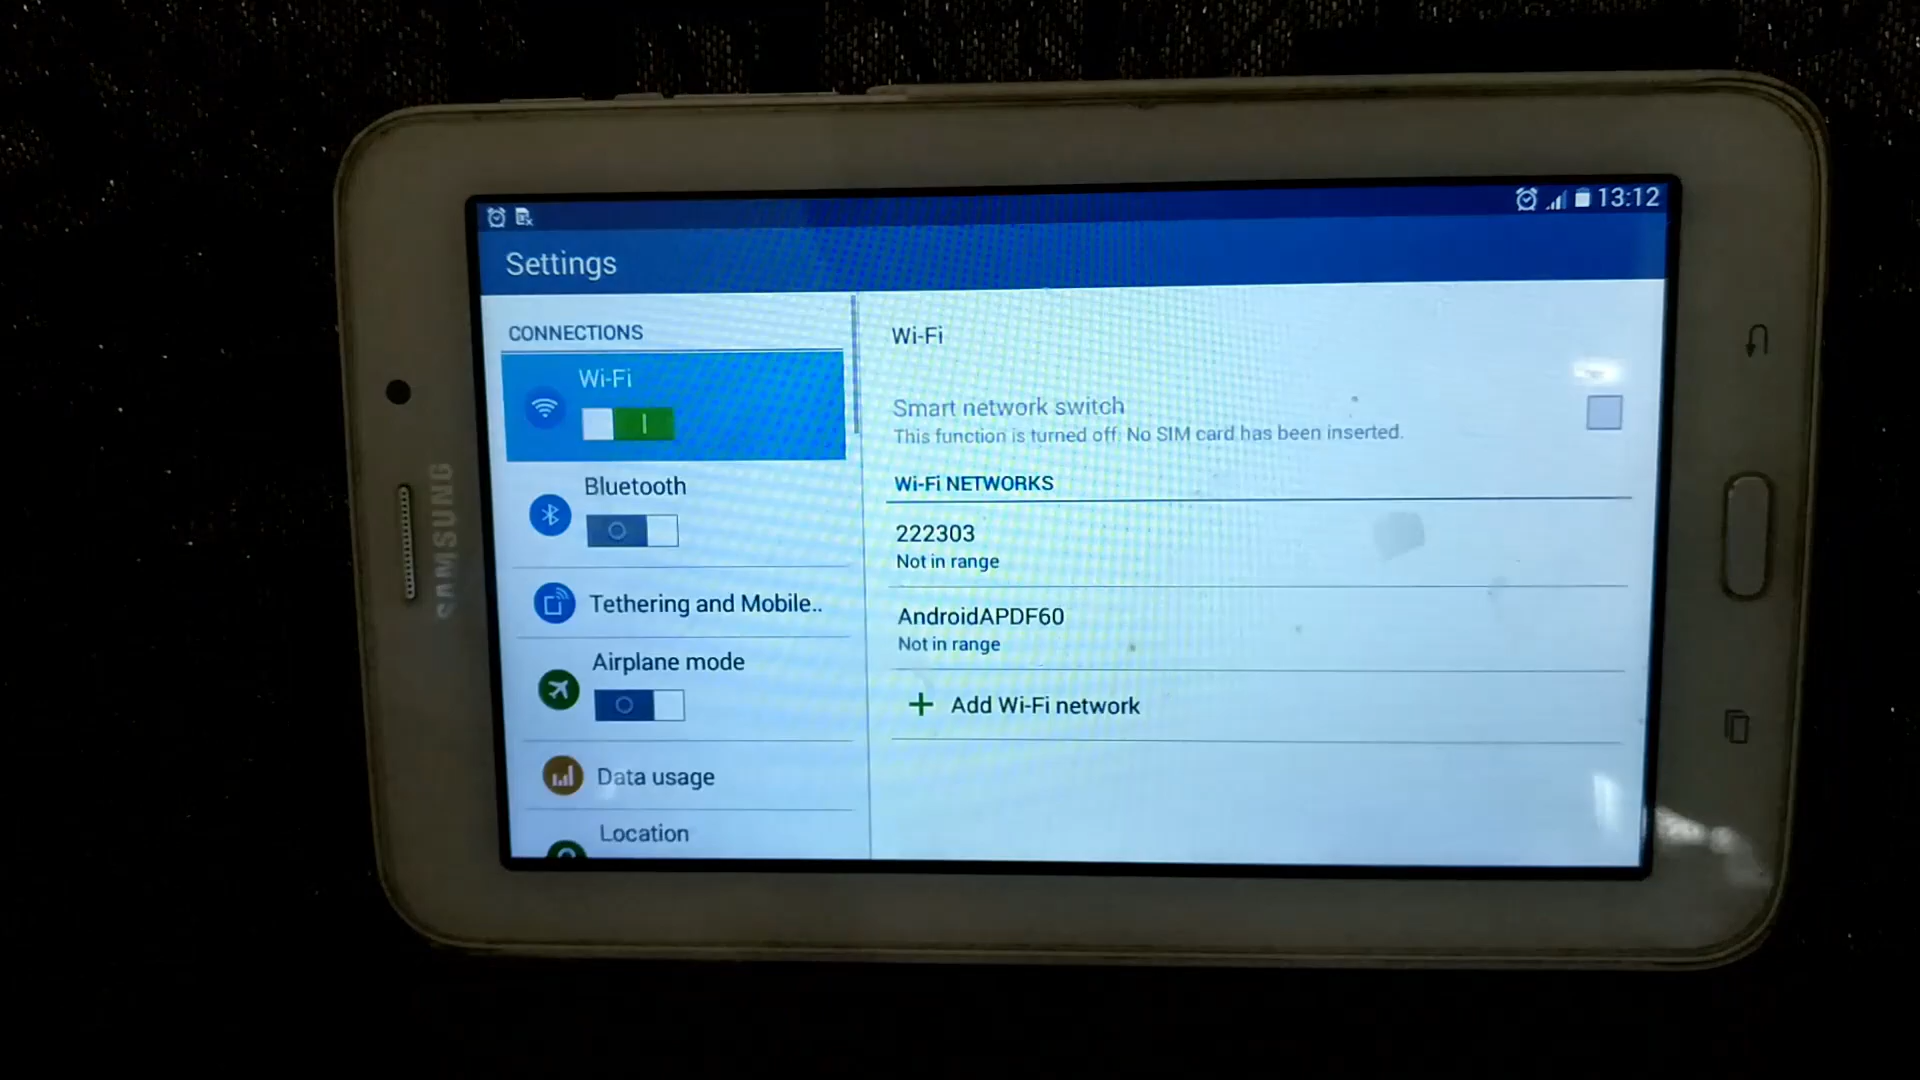 13:12
Settings
CONNECTIONS
Wi-Fi
Bluetooth
Tethering and Mobile..
Airplane mode
Data usage
Location
Wi-Fi
Smart network switch
This function is turned off. No SIM card has been inserted.
Wi-Fi NETWORKS
222303
Not in range
AndroidAPDF60
Not in range
Add Wi-Fi network
SAMSUNG